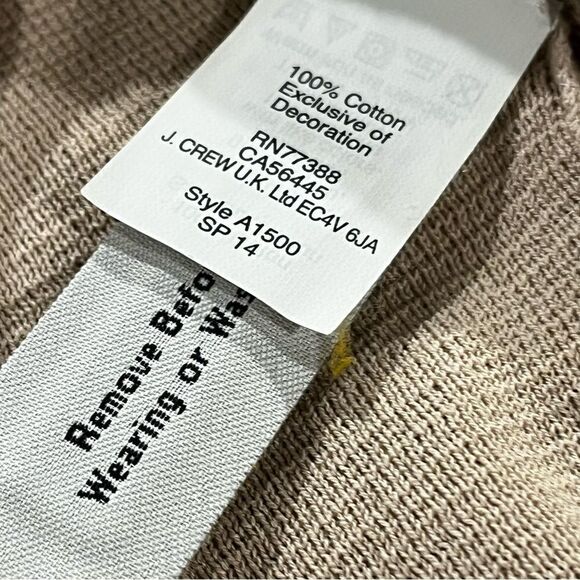 100% Cotton
Exclusive of
Decoration
RN77388
CA56445
J. CREW U.K. Ltd EC4V 6JA
Style A1500
SP 14
Remove Befo
Wearing or Was